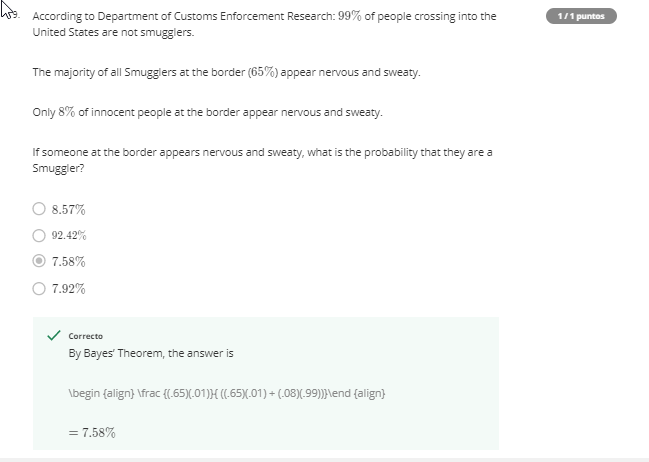 9. According to Department of Customs Enforcement Research: 99% of people crossing into the
1 / 1 puntos
United States are not smugglers.
The majority of all Smugglers at the border (65%) appear nervous and sweaty.
Only 8% of innocent people at the border appear nervous and sweaty.
If someone at the border appears nervous and sweaty, what is the probability that they are a
Smuggler?
8.57%
92.42%
7.58%
7.92%
Correcto
By Bayes' Theorem, the answer is
\begin {align} \frac {(.65)(.01)}{ ((.65)(.01) + (.08)(.99))}\end {align}
= 7.58%